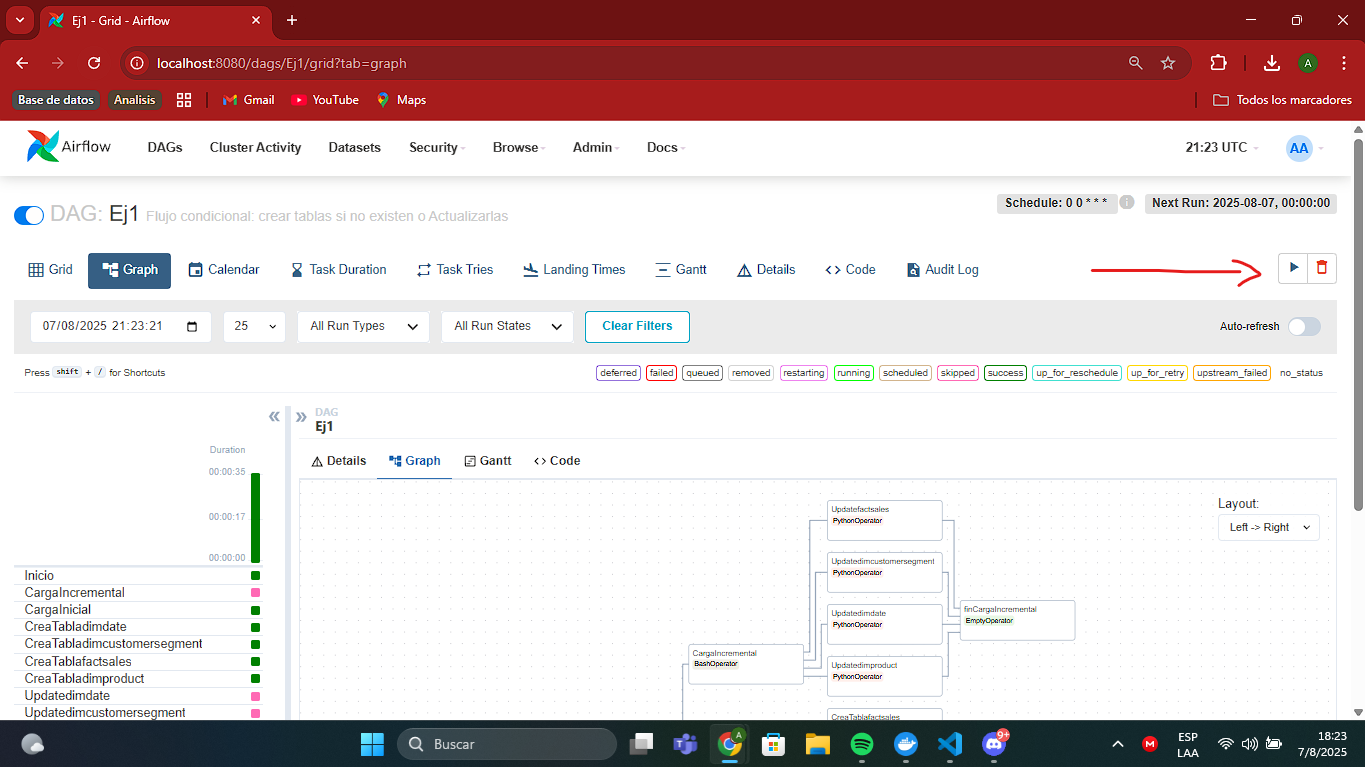 Ej1 - Grid - Airflow
localhost:8080/dags/Ej1/grid?tab=graph
A
Base de datos
Analisis
Gmail
YouTube
Maps
Todos los marcadores
Airflow
DAGs
Cluster Activity
Datasets
Security
Browse
Admin
Docs
21:23 UTC
AA
DAG: Ej1 Flujo condicional: crear tablas si no existen o Actualizarlas
Schedule: 0 0 * * *
i
Next Run: 2025-08-07, 00:00:00
Grid
Graph
Calendar
Task Duration
Task Tries
Landing Times
Gantt
Details
Code
Audit Log
07/08/2025 21:23:21
25
All Run Types
All Run States
Clear Filters
Auto-refresh
Press shift + / for Shortcuts
deferred
failed
queued
removed
restarting
running
scheduled
skipped
success
up_for_reschedule
up_for_retry
upstream_failed
no_status
DAG
Ej1
Details
Graph
Gantt
Code
Duration
00:00:35
00:00:17
00:00:00
Inicio
CargaIncremental
CargaInicial
CreaTabladimdate
CreaTabladimcustomersegment
CreaTablafactsales
CreaTabladimproduct
Updatedimdate
Updatedimcustomersegment
Layout:
Left -> Right
Updatefactsales
PythonOperator
Updatedimcustomersegment
PythonOperator
Updatedimdate
PythonOperator
finCargaIncremental
EmptyOperator
CargaIncremental
BashOperator
Updatedimproduct
PythonOperator
CreaTablafactsales
Buscar
A
9+
M
ESP
LAA
18:23
7/8/2025